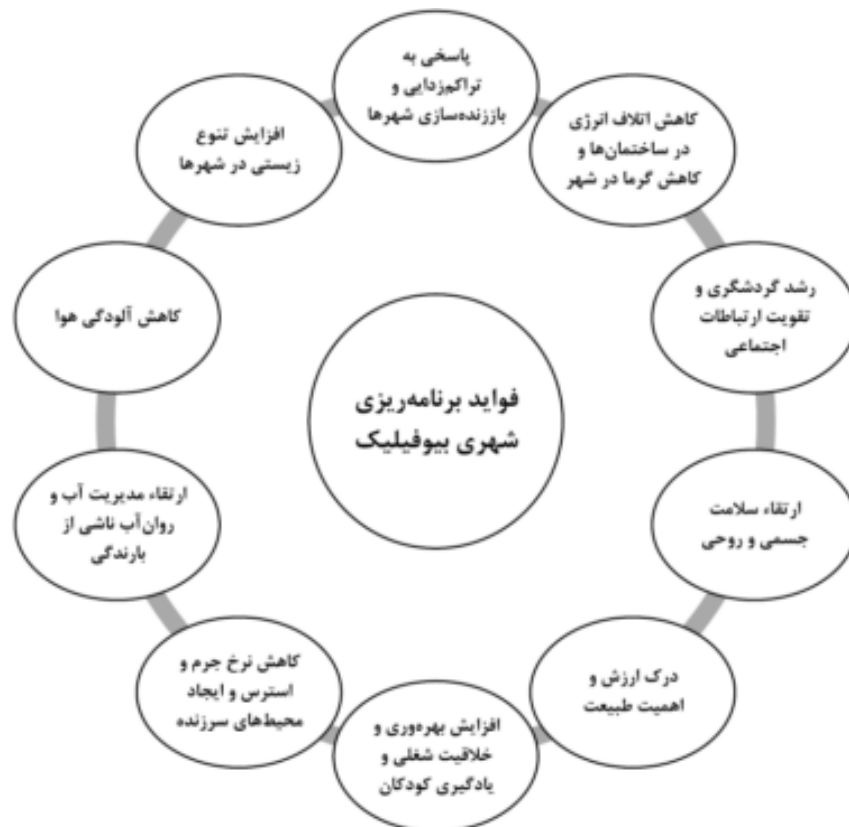 پاسخی به
تراکم‌زدایی و
باززنده‌سازی شهرها
کاهش اتلاف انرژی
در ساختمان‌ها و
کاهش گرما در شهر
رشد گردشگری و
تقویت ارتباطات
اجتماعی
ارتقاء سلامت
جسمی و روحی
درک ارزش و
اهمیت طبیعت
افزایش بهره‌وری و
خلاقیت شغلی و
یادگیری کودکان
کاهش نرخ جرم و
استرس و ایجاد
محیط‌های سرزنده
ارتقاء مدیریت آب و
روان‌آب ناشی از
بارندگی
کاهش آلودگی هوا
افزایش تنوع
زیستی در شهرها
فواید برنامه‌ریزی
شهری بیوفیلیک